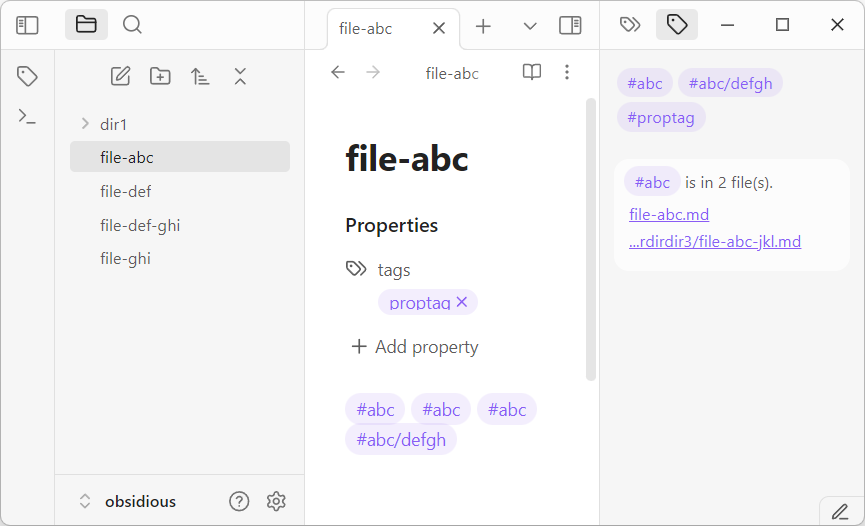 file-abc
dir1
file-abc
file-def
file-def-ghi
file-ghi
obsidious
file-abc
file-abc
Properties
tags
proptag
Add property
#abc #abc #abc
#abc/defgh
#abc #abc/defgh
#proptag
#abc is in 2 file(s).
file-abc.md
...rdirdir3/file-abc-jkl.md